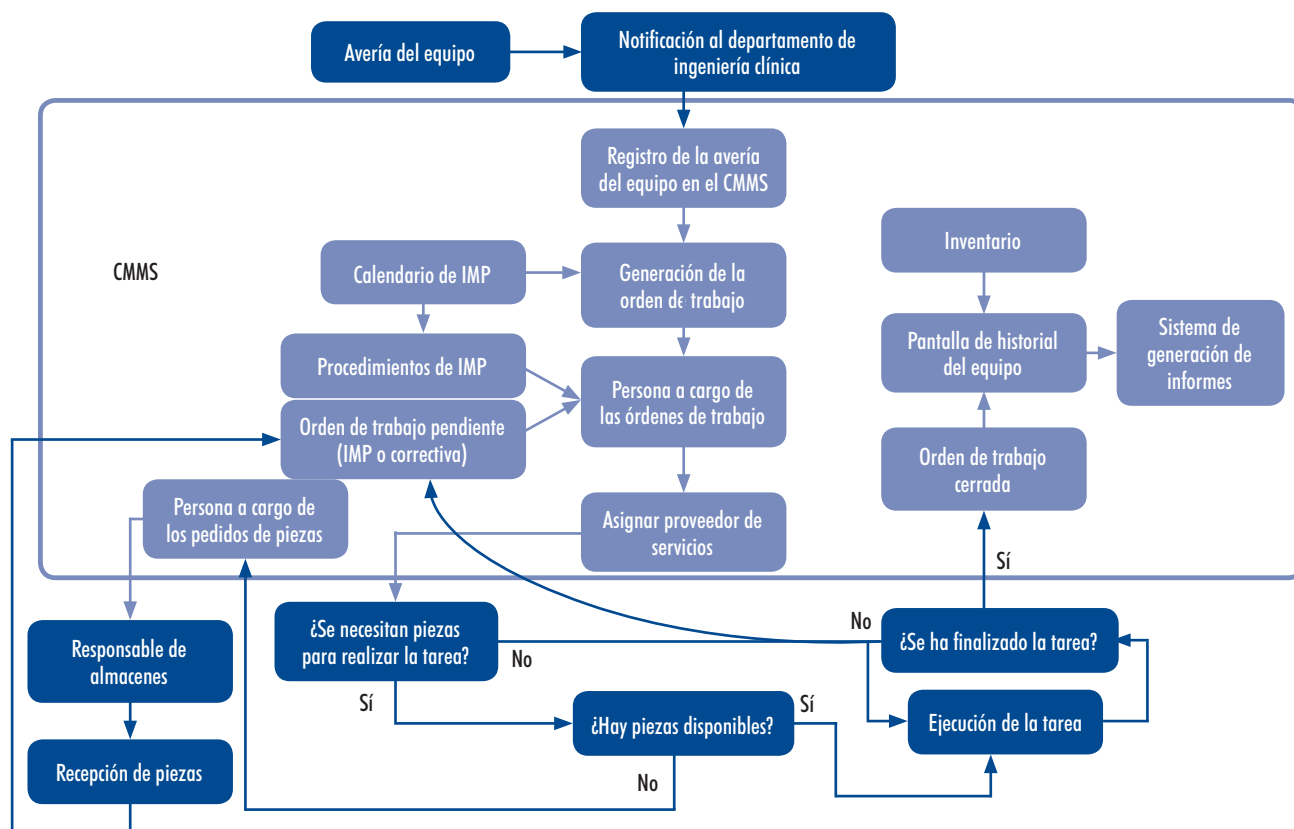 Avería del equipo
Notificación al departamento de
ingeniería clínica
Registro de la avería
del equipo en el CMMS
CMMS
Calendario de IMP
Generación de la
orden de trabajo
Inventario
Procedimientos de IMP
Persona a cargo de
las órdenes de trabajo
Pantalla de historial
del equipo
Sistema de
generación de
informes
Orden de trabajo pendiente
(IMP o correctiva)
Orden de trabajo
cerrada
Persona a cargo de
los pedidos de piezas
Asignar proveedor de
servicios
Sí
¿Se necesitan piezas
para realizar la tarea?
No
No
¿Se ha finalizado la tarea?
Responsable de
almacenes
Sí
¿Hay piezas disponibles?
Sí
Ejecución de la tarea
Recepción de piezas
No